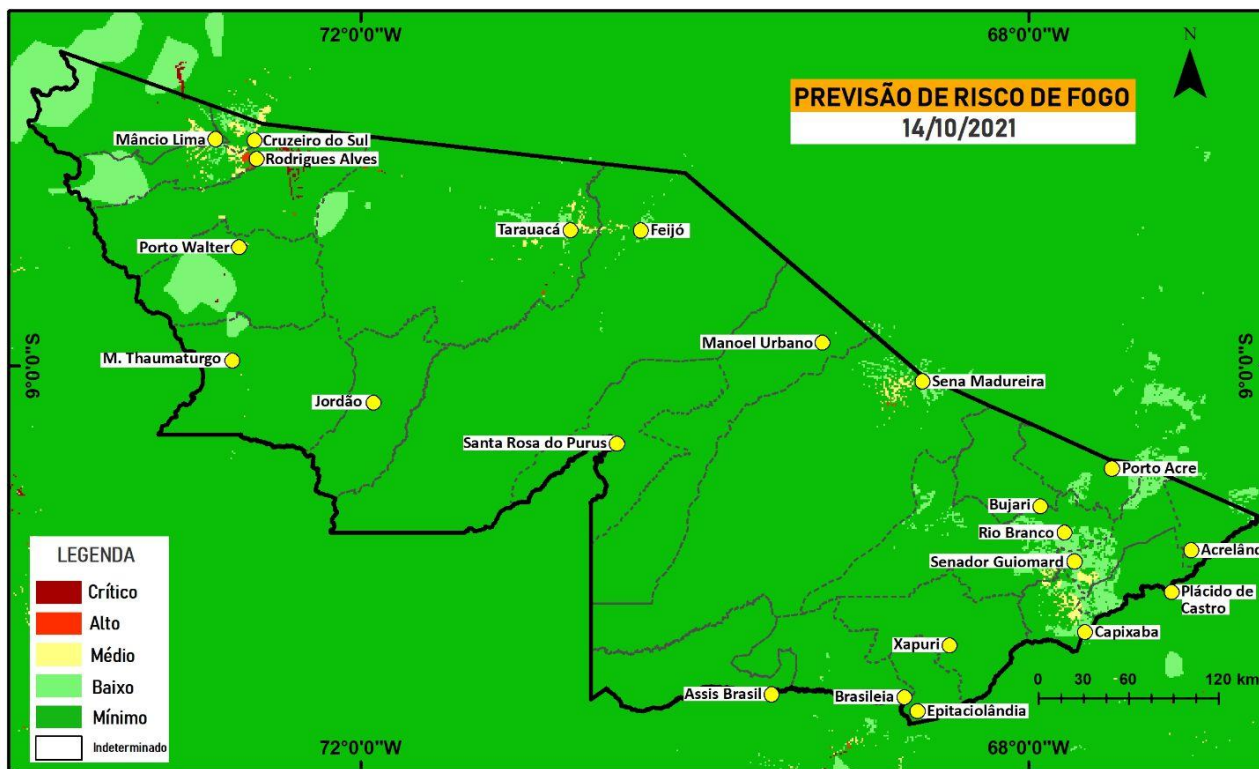 72°0'0"W
68°0'0"W
N
PREVISÃO DE RISCO DE FOGO
14/10/2021
Mâncio Lima
Cruzeiro do Sul
Rodrigues Alves
Tarauacá
Feijó
Porto Walter
Manoel Urbano
9°0'0"S
9°0'0"S
M. Thaumaturgo
Sena Madureira
Jordão
Santa Rosa do Purus
Porto Acre
Bujari
Rio Branco
Acrelând
Senador Guiomard
Plácido de
Castro
Capixaba
Xapuri
Assis Brasil
Brasileia
Epitaciolândia
LEGENDA
Crítico
Alto
Médio
Baixo
Mínimo
Indeterminado
0 30 60 90 120 km
72°0'0"W
68°0'0"W